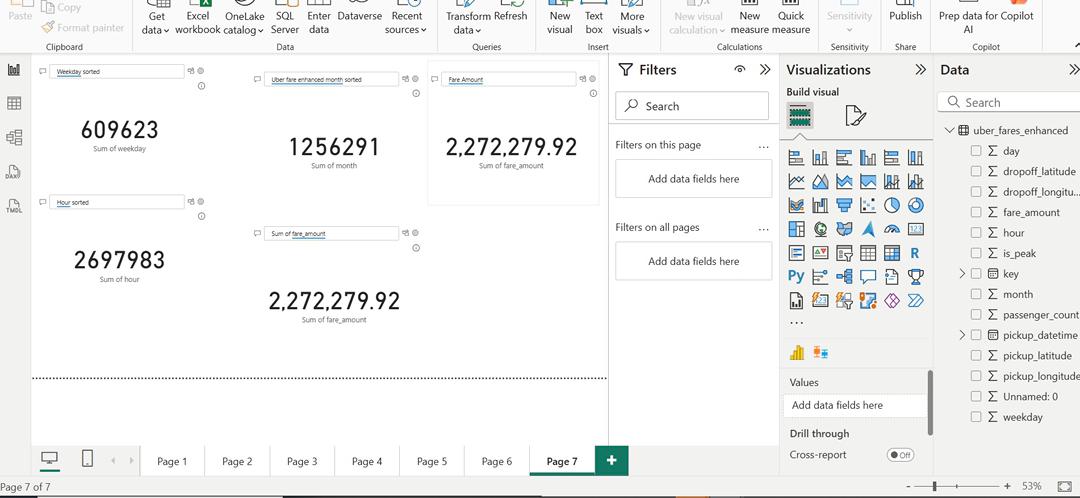 Paste
Copy
Format painter
Clipboard
Get data
Excel workbook
OneLake catalog
SQL Server
Enter data
Dataverse
Recent sources
Data
Transform data
Refresh
Queries
New visual
Text box
More visuals
Insert
New visual calculation
New measure
Quick measure
Calculations
Sensitivity
Sensitivity
Publish
Share
Prep data for AI
Copilot
Copilot
Weekday sorted
609623
Sum of weekday
Uber fare enhanced month sorted
1256291
Sum of month
Fare Amount
2,272,279.92
Sum of fare_amount
Hour sorted
2697983
Sum of hour
Sum of fare_amount
2,272,279.92
Sum of fare_amount
DAX
TMDL
Filters
Search
Filters on this page
...
Add data fields here
Filters on all pages
...
Add data fields here
Visualizations
Build visual
123
R
Py
...
Values
Add data fields here
Drill through
Cross-report
Off
Data
Search
uber_fares_enhanced
day
dropoff_latitude
dropoff_longitu...
fare_amount
hour
is_peak
key
month
passenger_count
pickup_datetime
pickup_latitude
pickup_longitude
Unnamed: 0
weekday
Page 1
Page 2
Page 3
Page 4
Page 5
Page 6
Page 7
+
Page 7 of 7
- + 53%